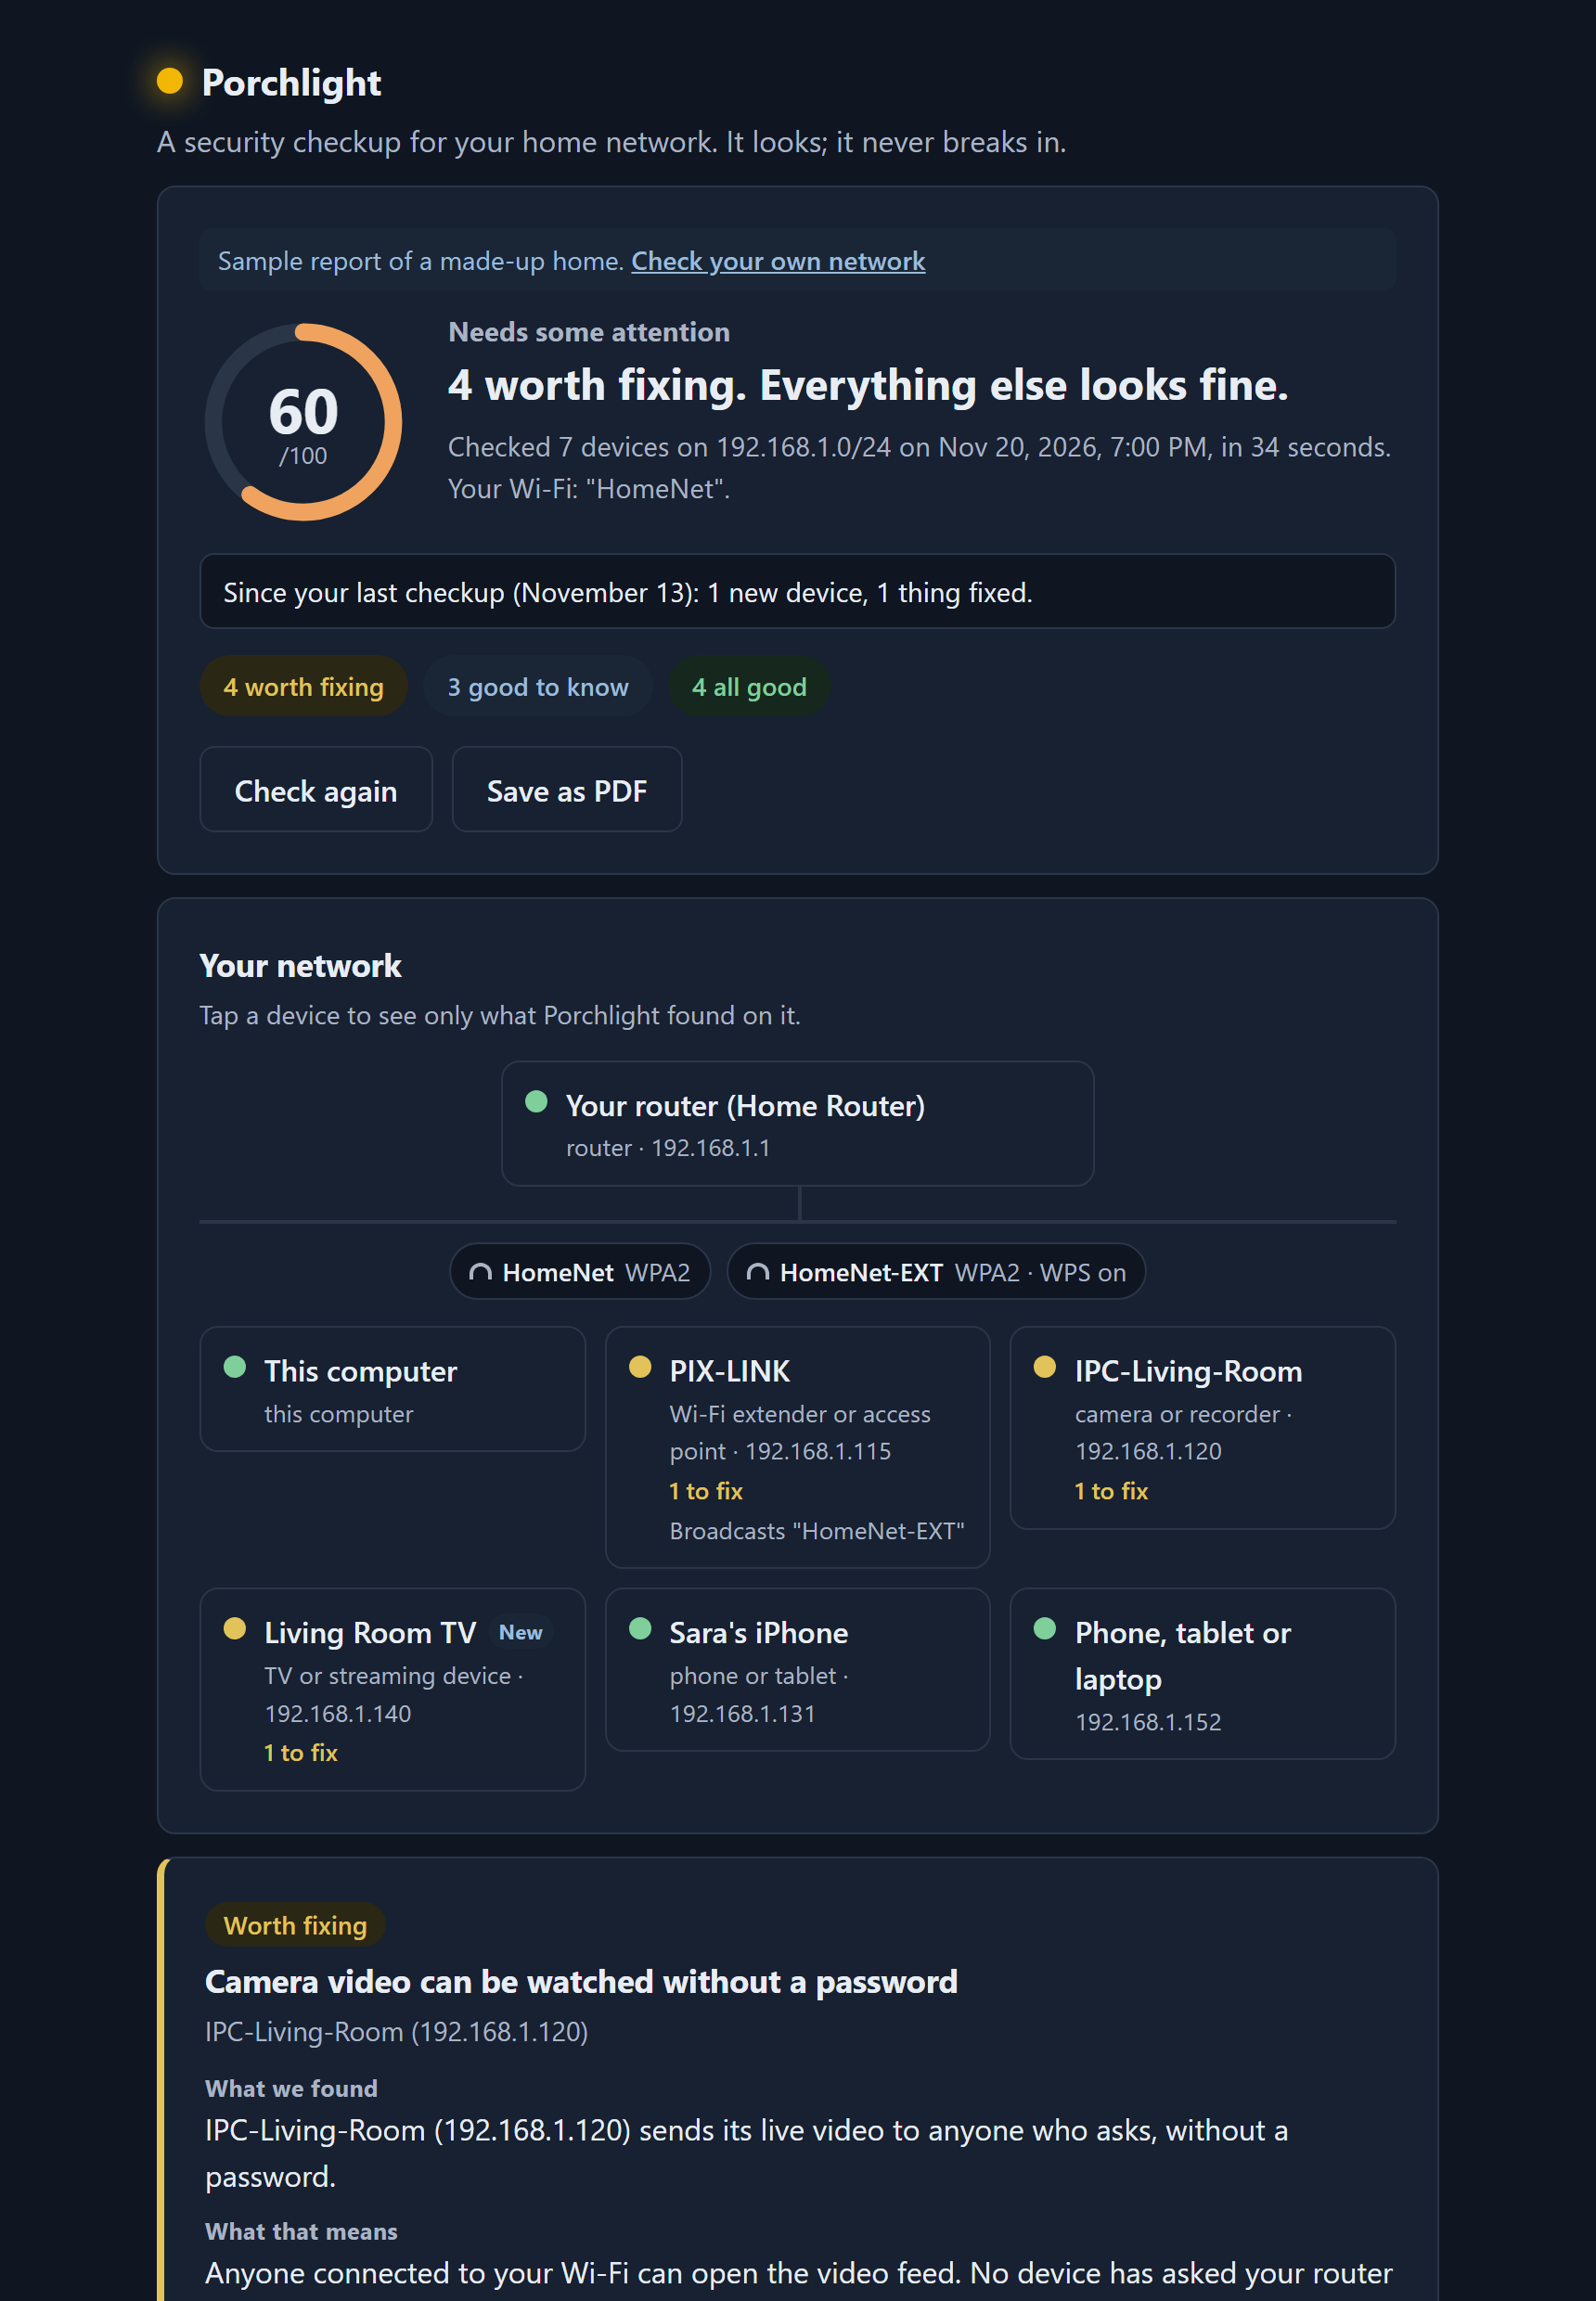 Porchlight
A security checkup for your home network. It looks; it never breaks in.
Sample report of a made-up home. Check your own network
60
/100
Needs some attention
4 worth fixing. Everything else looks fine.
Checked 7 devices on 192.168.1.0/24 on Nov 20, 2026, 7:00 PM, in 34 seconds.
Your Wi-Fi: "HomeNet".
Since your last checkup (November 13): 1 new device, 1 thing fixed.
4 worth fixing
3 good to know
4 all good
Check again
Save as PDF
Your network
Tap a device to see only what Porchlight found on it.
Your router (Home Router)
router · 192.168.1.1
HomeNet WPA2
HomeNet-EXT WPA2 · WPS on
This computer
this computer
PIX-LINK
Wi-Fi extender or access
point · 192.168.1.115
1 to fix
Broadcasts "HomeNet-EXT"
IPC-Living-Room
camera or recorder ·
192.168.1.120
1 to fix
Living Room TV New
TV or streaming device ·
192.168.1.140
1 to fix
Sara's iPhone
phone or tablet ·
192.168.1.131
Phone, tablet or
laptop
192.168.1.152
Worth fixing
Camera video can be watched without a password
IPC-Living-Room (192.168.1.120)
What we found
IPC-Living-Room (192.168.1.120) sends its live video to anyone who asks, without a
password.
What that means
Anyone connected to your Wi-Fi can open the video feed. No device has asked your router